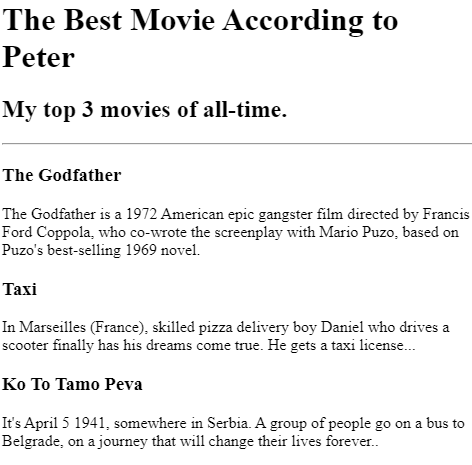 The Best Movie According to
Peter
My top 3 movies of all-time.
The Godfather
The Godfather is a 1972 American epic gangster film directed by Francis
Ford Coppola, who co-wrote the screenplay with Mario Puzo, based on
Puzo's best-selling 1969 novel.
Taxi
In Marseilles (France), skilled pizza delivery boy Daniel who drives a
scooter finally has his dreams come true. He gets a taxi license...
Ko To Tamo Peva
It's April 5 1941, somewhere in Serbia. A group of people go on a bus to
Belgrade, on a journey that will change their lives forever..